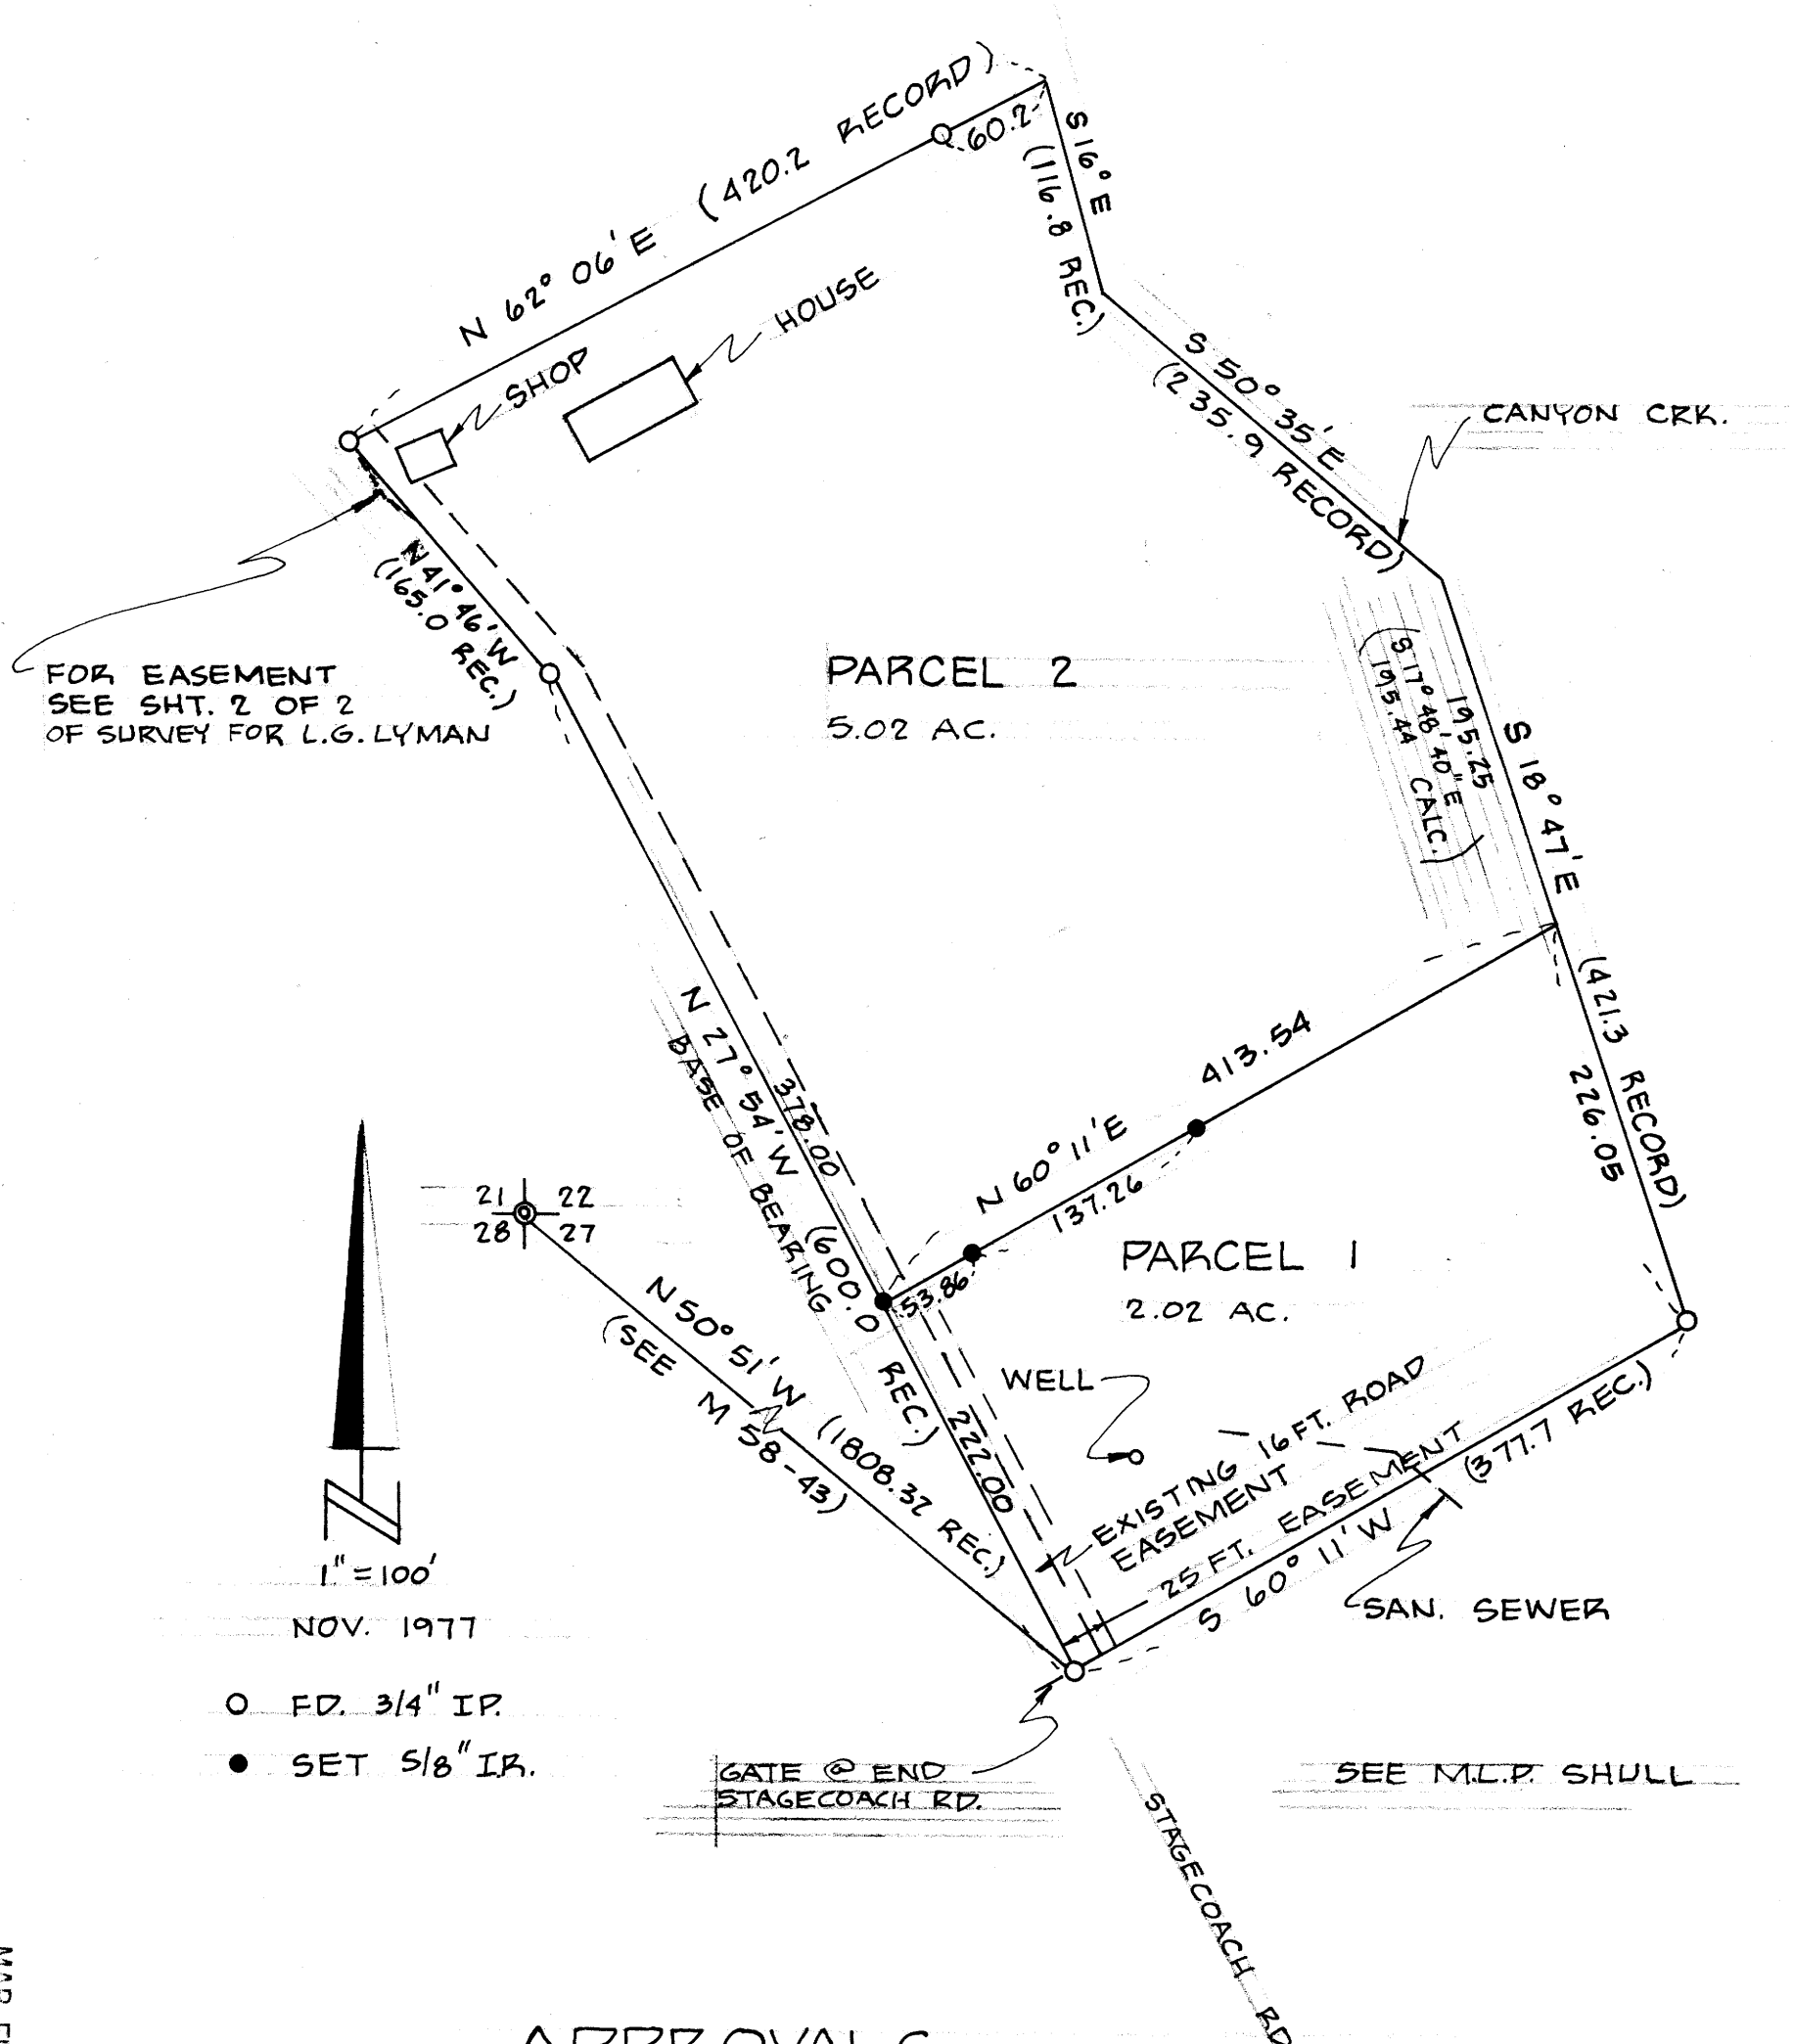 N 62° 06' E (420.2 RECORD)
60.2
S 16° E
(116.8 REC.)
HOUSE
SHOP
S 50° 35' E
(235.9 RECORD)
CANYON CRK.
N 41° 46' W
(165.0 REC.)
FOR EASEMENT
SEE SHT. 2 OF 2
OF SURVEY FOR L.G. LYMAN
PARCEL 2
5.02 AC.
S 18° 47' E (421.3 RECORD)
195.25
(S 17° 48' 40" E
195.44 CALC.)
226.05
N 27° 54' W (600.0 REC.)
BASE OF BEARING
378.00
222.00
N 60° 11' E 413.54
137.26
53.86
21 22
28 27
N 50° 51' W (1808.32 REC.)
(SEE M 58-43)
PARCEL 1
2.02 AC.
WELL
EXISTING 16 FT. ROAD
EASEMENT
25 FT. EASEMENT
S 60° 11' W (377.7 REC.)
SAN. SEWER
N
1" = 100'
NOV. 1977
FD. 3/4" I.P.
SET 5/8" I.R.
GATE @ END
STAGECOACH RD.
SEE M.L.P. SHULL
STAGECOACH RD
APPROVALS